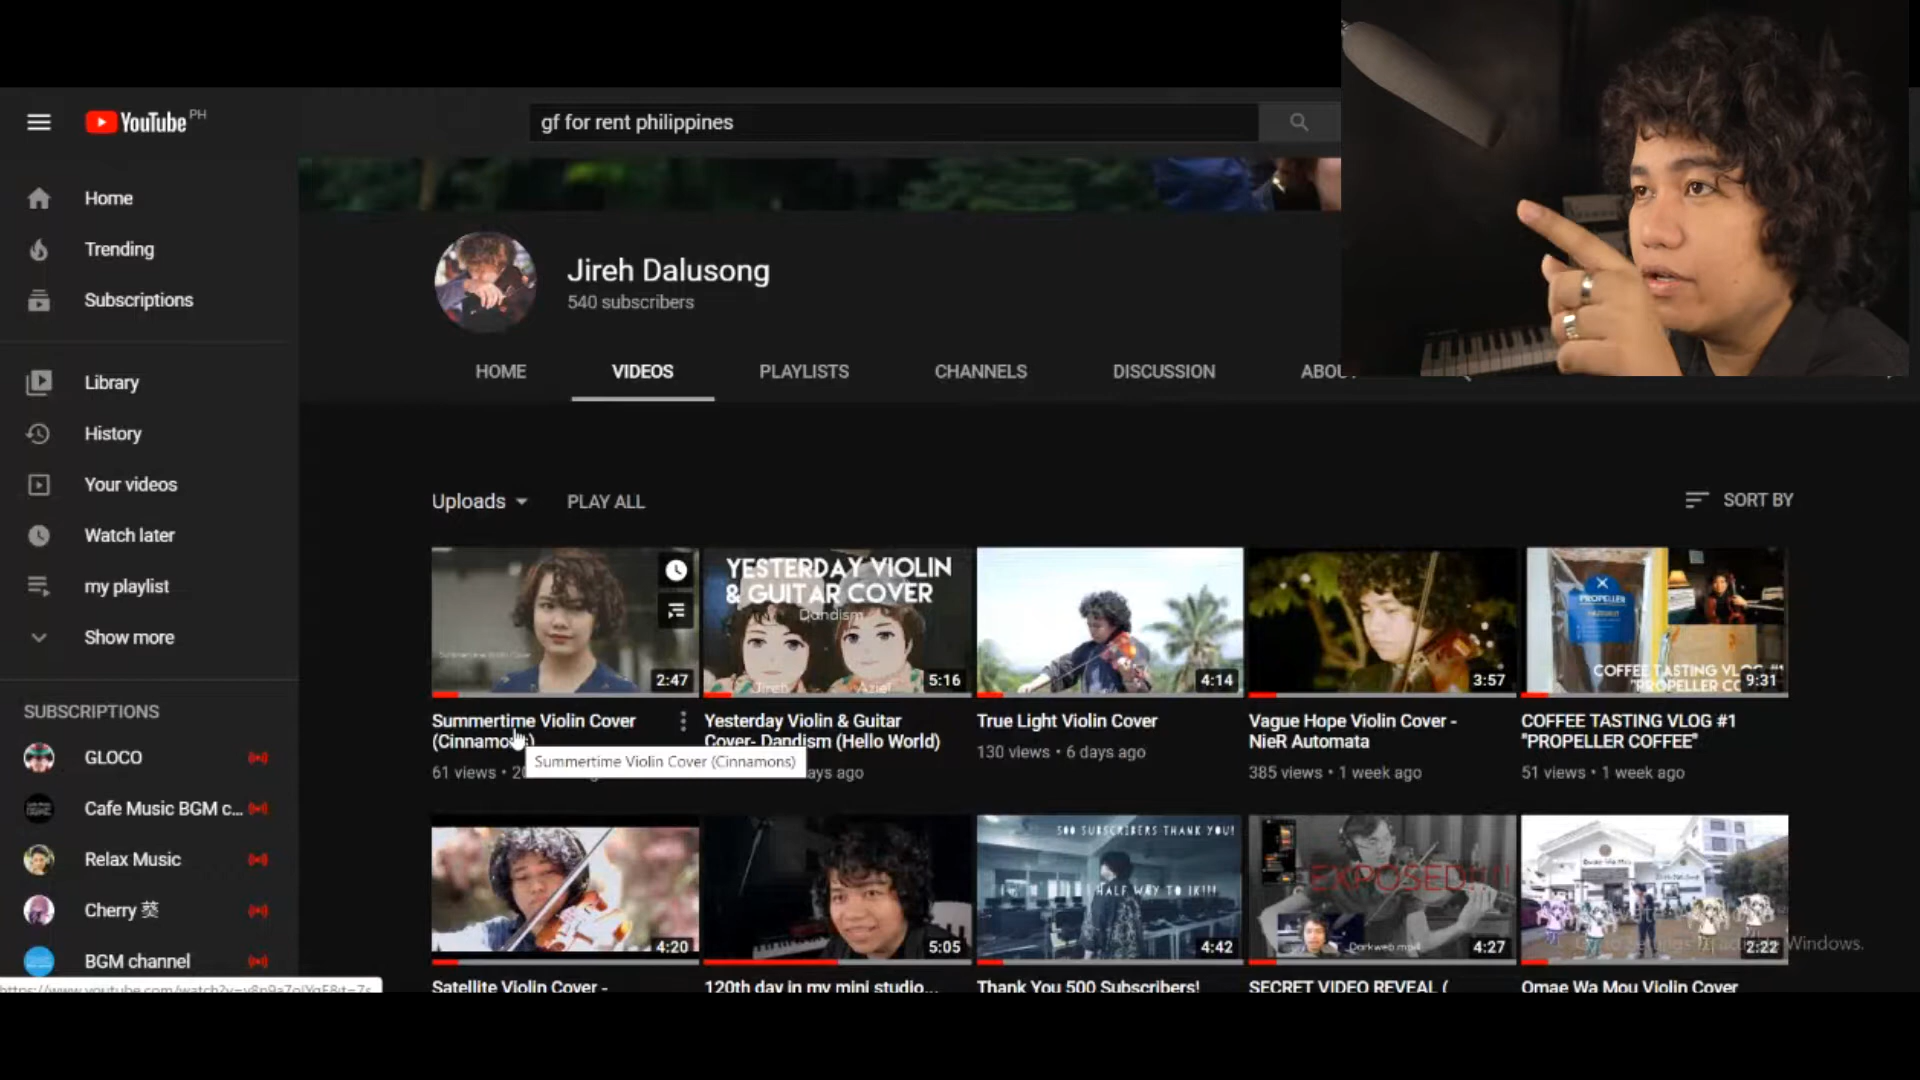 YouTube PH
gf for rent philippines
Home
Trending
Subscriptions
Library
History
Your videos
Watch later
my playlist
Show more
SUBSCRIPTIONS
GLOCO
Cafe Music BGM c...
Relax Music
Cherry 葵
BGM channel
Jireh Dalusong
540 subscribers
HOME
VIDEOS
PLAYLISTS
CHANNELS
DISCUSSION
ABOU
Uploads
PLAY ALL
SORT BY
Summertime Violin Cover
2:47
YESTERDAY VIOLIN
& GUITAR COVER
Dandism
Jireh
Aziel
5:16
4:14
3:57
PROPELLER
COFFEE TASTING VLOG #1
"PROPELLER CO
9:31
Summertime Violin Cover
(Cinnamons)
61 views
Summertime Violin Cover (Cinnamons)
Yesterday Violin & Guitar
Cover- Dandism (Hello World)
ays ago
True Light Violin Cover
130 views • 6 days ago
Vague Hope Violin Cover -
NieR Automata
385 views • 1 week ago
COFFEE TASTING VLOG #1
"PROPELLER COFFEE"
51 views • 1 week ago
4:20
5:05
500 SUBSCRIBERS THANK YOU!
HALF WAY TO 1K!!!
4:42
EXPOSED!!!!
Darkweb.mp4
4:27
2:22
Windows.
Satellite Violin Cover -
120th day in my mini studio...
Thank You 500 Subscribers!
SECRET VIDEO REVEAL (
Omae Wa Mou Violin Cover